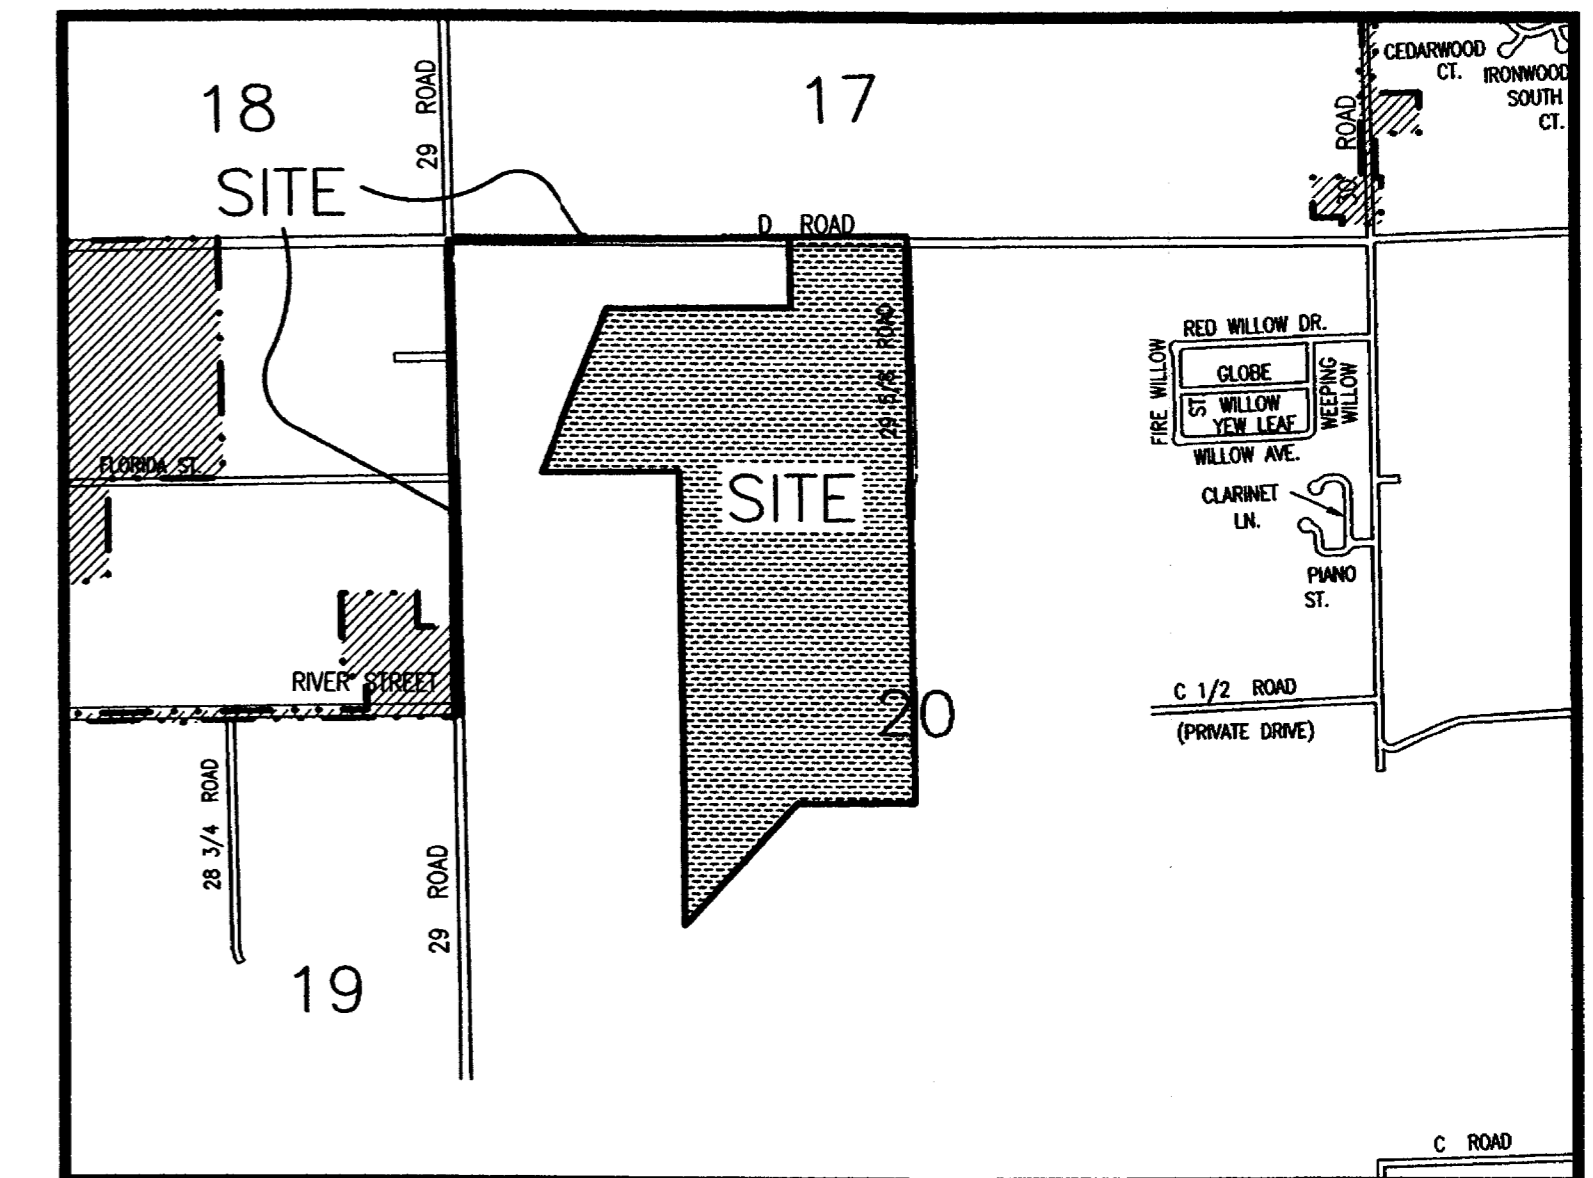 CEDARWOOD
CT.
IRONWOOD
SOUTH
CT.
18
29 ROAD
17
30 ROAD
SITE
D ROAD
29 5/8 ROAD
RED WILLOW DR.
FIRE WILLOW
GLOBE
ST
WILLOW
YEW LEAF
WEEPING
WILLOW
WILLOW AVE.
FLORIDA ST.
SITE
CLARINET
LN.
PIANO
ST.
RIVER STREET
20
C 1/2 ROAD
(PRIVATE DRIVE)
28 3/4 ROAD
29 ROAD
19
C ROAD